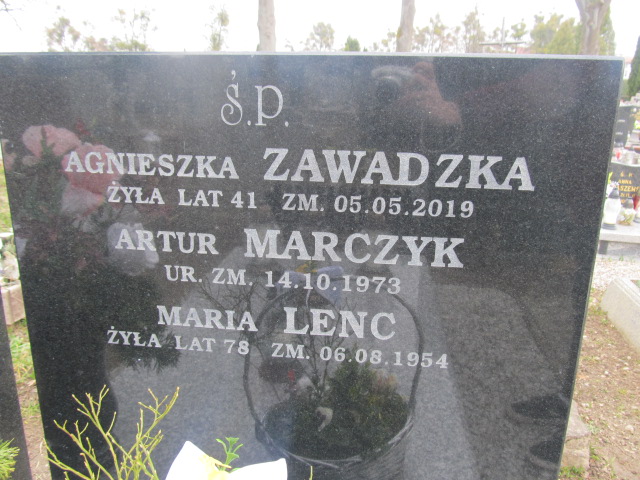 Ś.P.
AGNIESZKA ZAWADZKA
ŻYŁA LAT 41 ZM. 05.05.2019
ARTUR MARCZYK
UR. ZM. 14.10.1973
MARIA LENC
ŻYŁA LAT 78 ZM. 06.08.1954